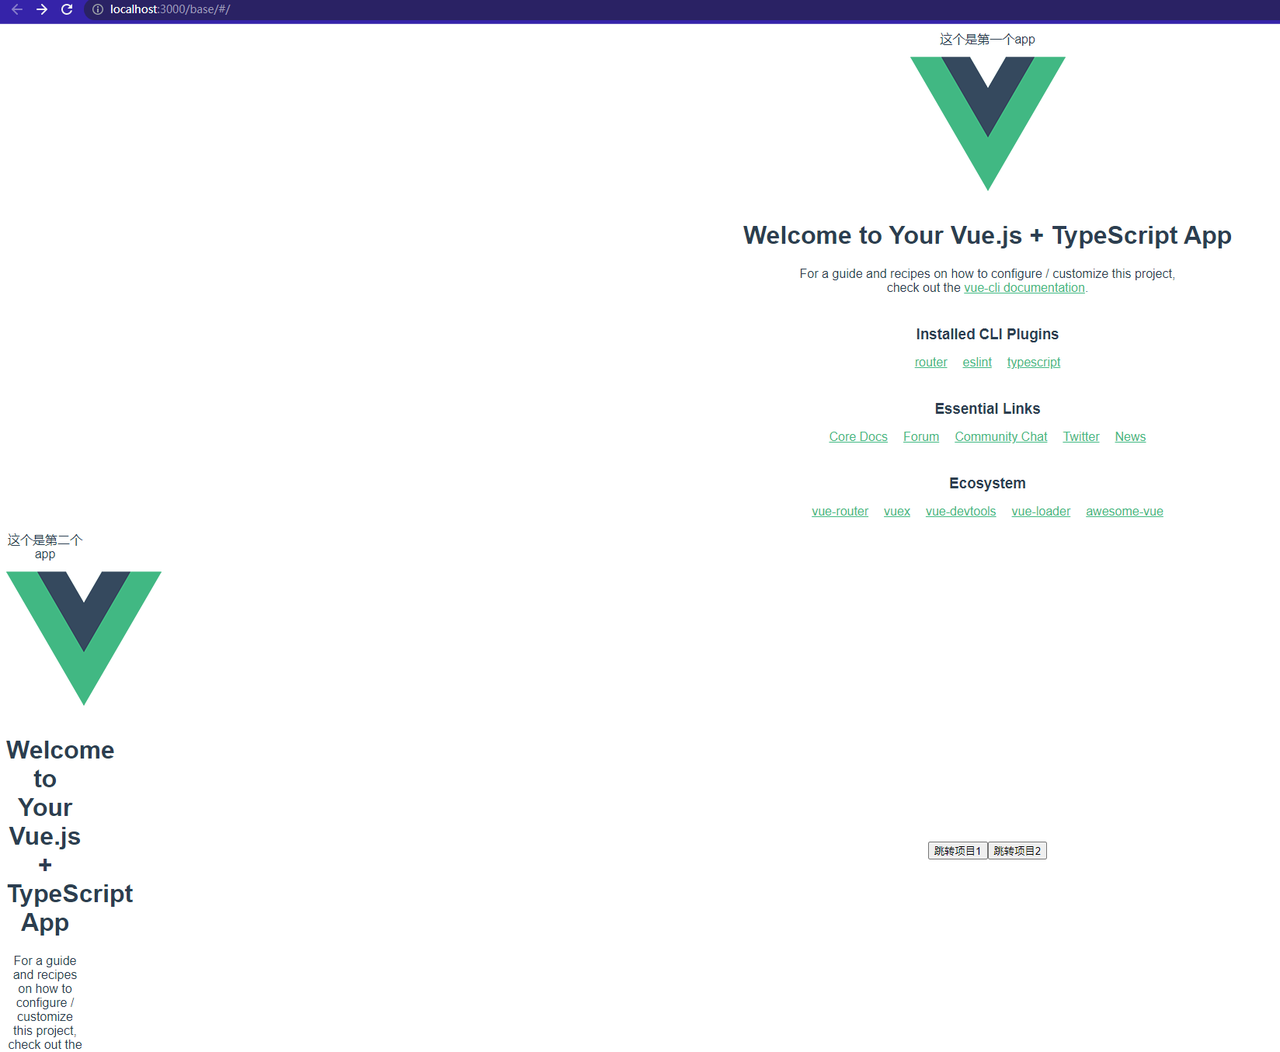 localhost:3000/base/#/
这个是第一个app
Welcome to Your Vue.js + TypeScript App
For a guide and recipes on how to configure / customize this project,
check out the vue-cli documentation.
Installed CLI Plugins
router eslint typescript
Essential Links
Core Docs Forum Community Chat Twitter News
Ecosystem
vue-router vuex vue-devtools vue-loader awesome-vue
这个是第二个
app
Welcome
to
Your
Vue.js
+
TypeScript
App
跳转项目1 跳转项目2
For a guide
and recipes
on how to
configure /
customize
this project,
check out the